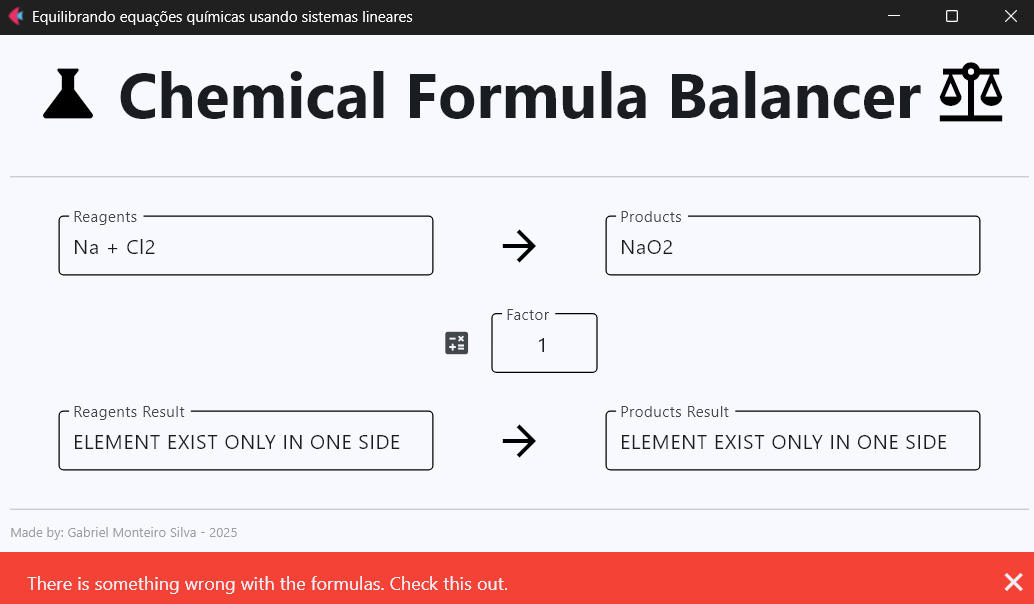 Equilibrando equações químicas usando sistemas lineares
Chemical Formula Balancer
Reagents
Na + Cl2
Products
NaO2
Factor
1
Reagents Result
ELEMENT EXIST ONLY IN ONE SIDE
Products Result
ELEMENT EXIST ONLY IN ONE SIDE
Made by: Gabriel Monteiro Silva - 2025
There is something wrong with the formulas. Check this out.